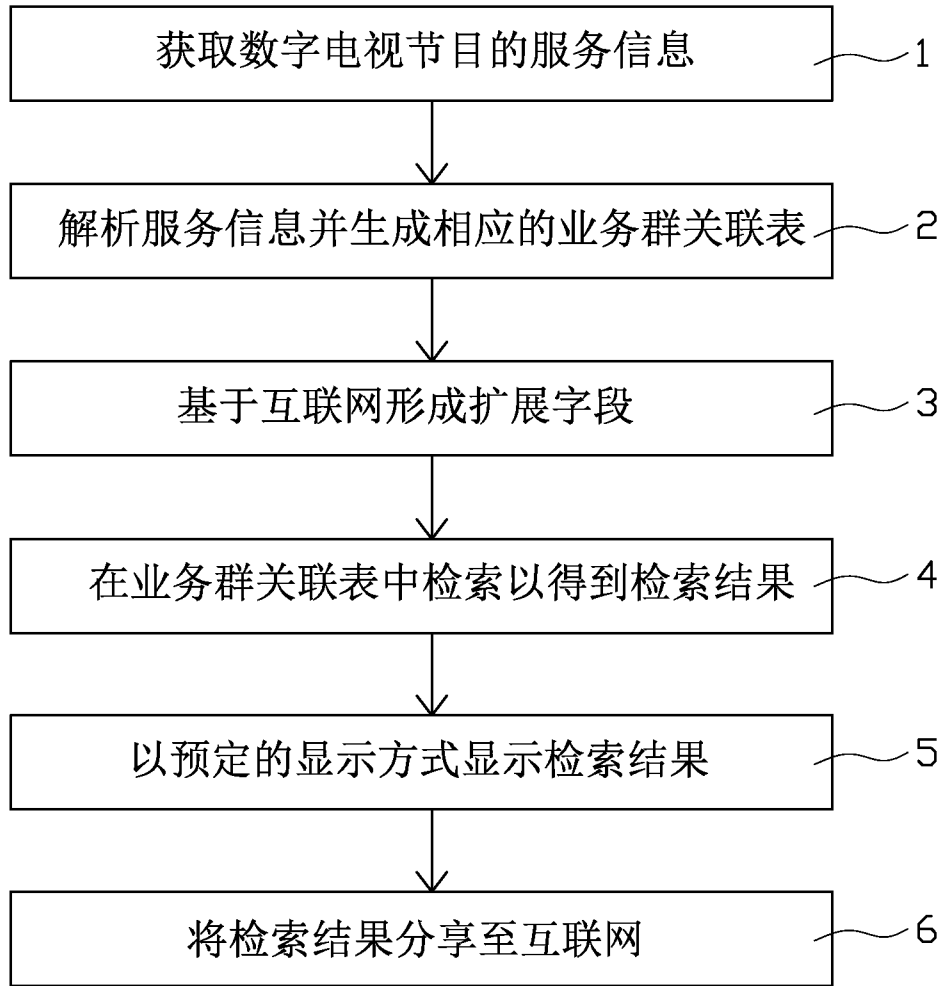 获取数字电视节目的服务信息 1
解析服务信息并生成相应的业务群关联表 2
基于互联网形成扩展字段 3
在业务群关联表中检索以得到检索结果 4
以预定的显示方式显示检索结果 5
将检索结果分享至互联网 6